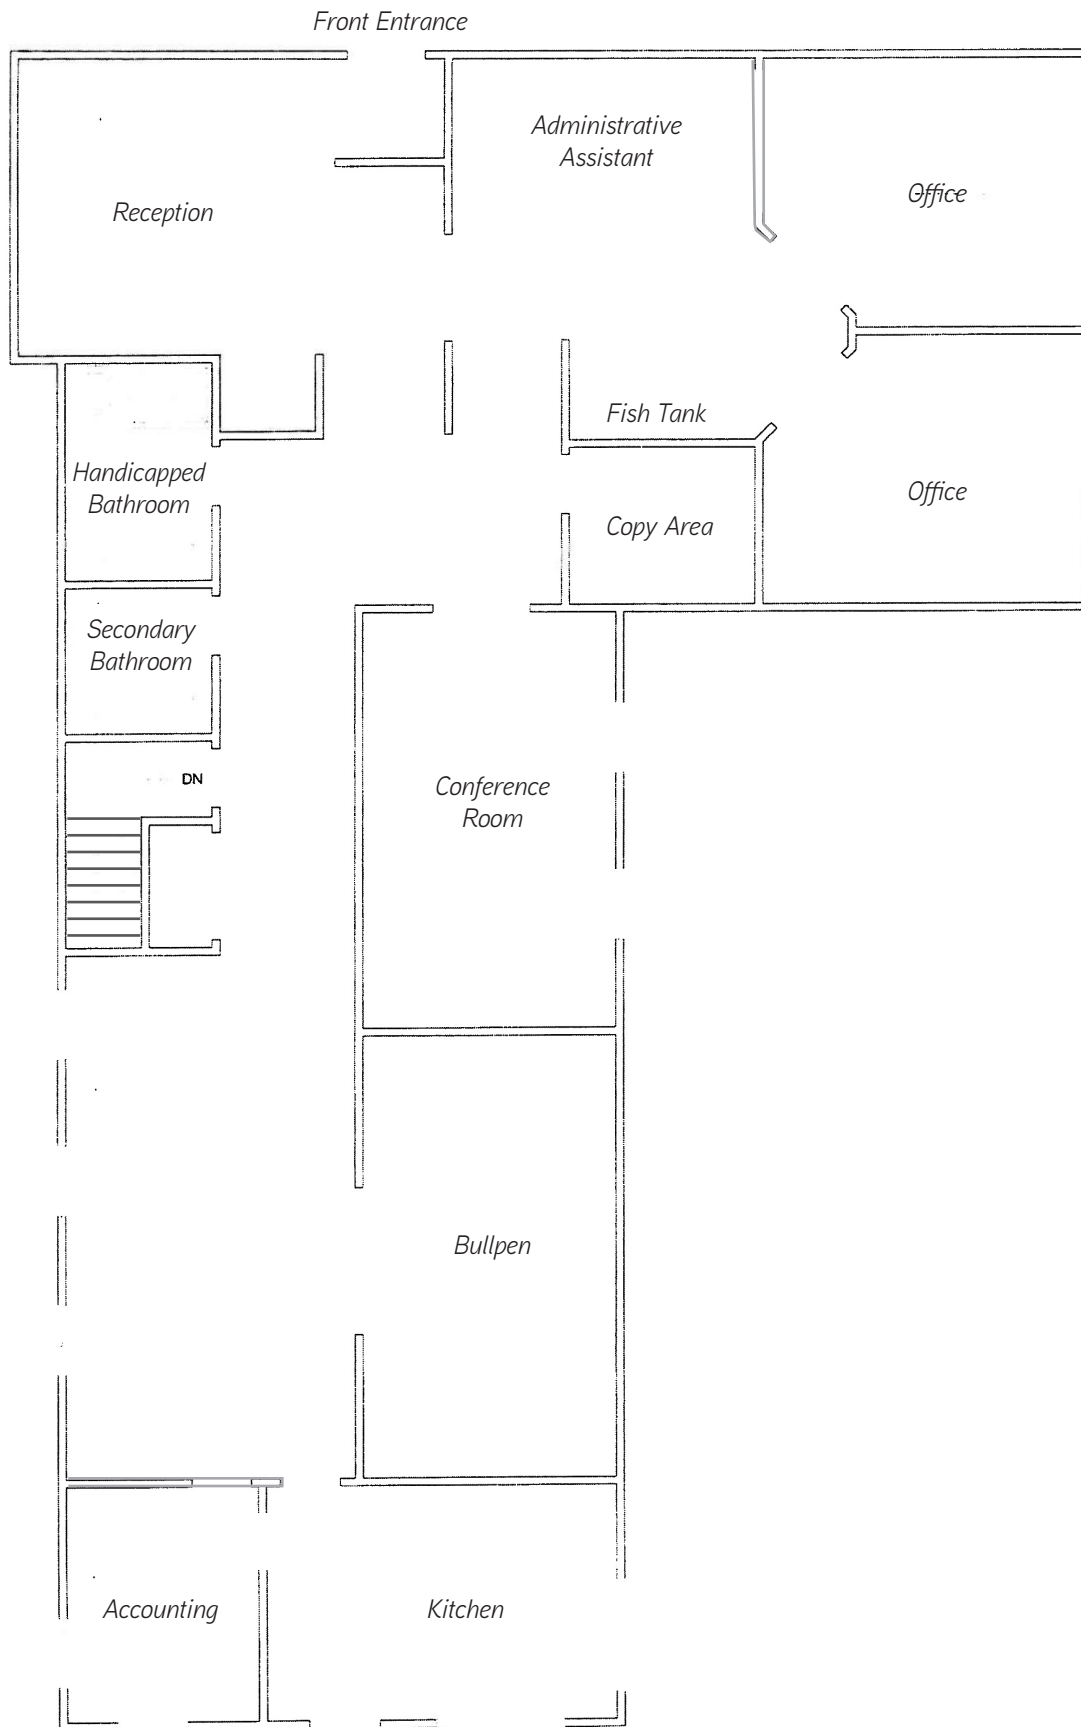 Front Entrance
Administrative
Assistant
Office
Reception
Fish Tank
Handicapped
Bathroom
Office
Copy Area
Secondary
Bathroom
DN
Conference
Room
Bullpen
Accounting
Kitchen